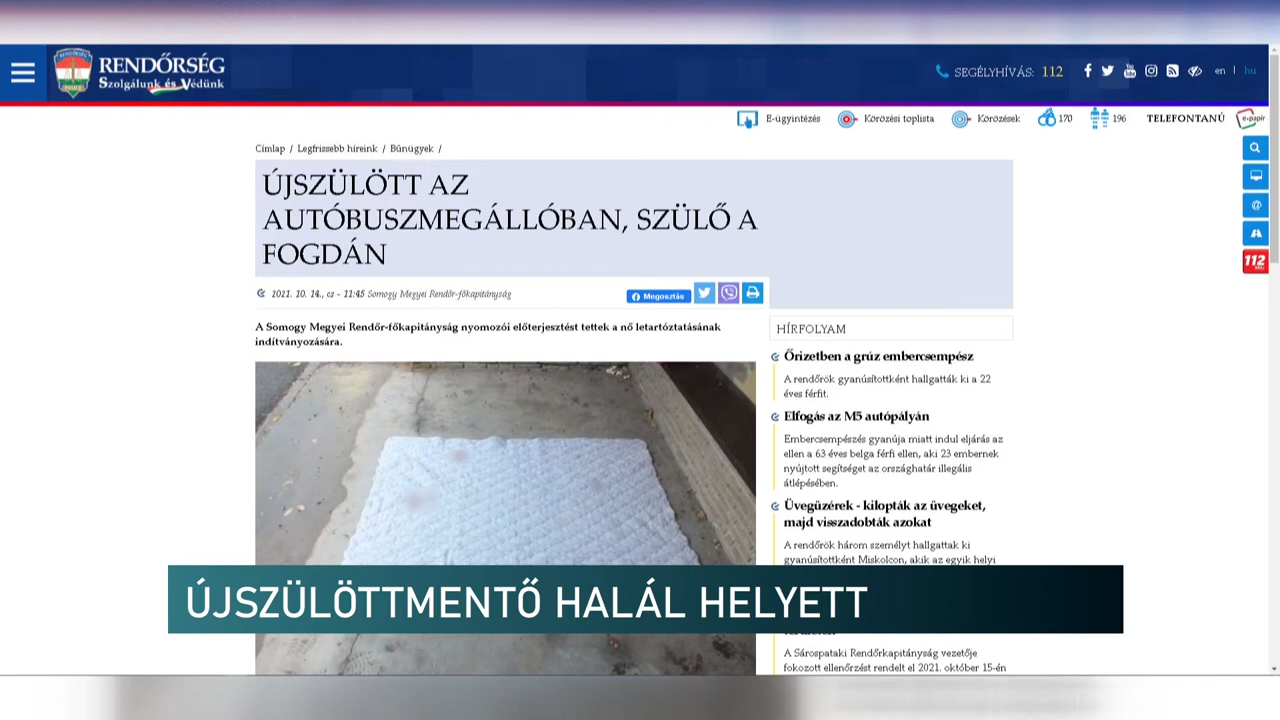 RENDŐRSÉG
Szolgálunk és Védünk
SEGÉLYHÍVÁS: 112
en | hu
E-ügyintézés
Körözési toplista
Körözések
170
196
TELEFONTANÚ
e-papír
Címlap / Legfrissebb híreink / Bűnügyek /
ÚJSZÜLÖTT AZ
AUTÓBUSZMEGÁLLÓBAN, SZÜLŐ A
FOGDÁN
2021. 10. 14., cs - 11:45 Somogy Megyei Rendőr-főkapitányság
Megosztás
A Somogy Megyei Rendőr-főkapitányság nyomozói előterjesztést tettek a nő letartóztatásának
indítványozására.
112
HÍRFOLYAM
Őrizetben a grúz embercsempész
A rendőrök gyanúsítottként hallgatták ki a 22
éves férfit.
Elfogás az M5 autópályán
Embercsempészés gyanúja miatt indul eljárás az
ellen a 63 éves belga férfi ellen, aki 23 embernek
nyújtott segítséget az országhatár illegális
átlépésében.
Üvegűzérek - kilopták az üvegeket,
majd visszadobták azokat
A rendőrök három személyt hallgattak ki
gyanúsítottként Miskolcon, akik az egyik helyi
ÚJSZÜLÖTTMENTŐ HALÁL HELYETT
A Sárospataki Rendőrkapitányság vezetője
fokozott ellenőrzést rendelt el 2021. október 15-én